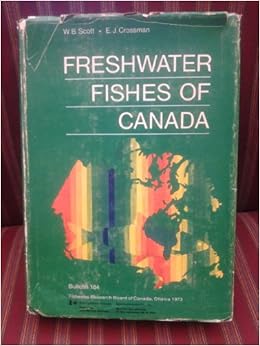 W.B. Scott · E.J. Crossman
FRESHWATER
FISHES OF
CANADA
Bulletin 184
Fisheries Research Board of Canada, Ottawa 1973